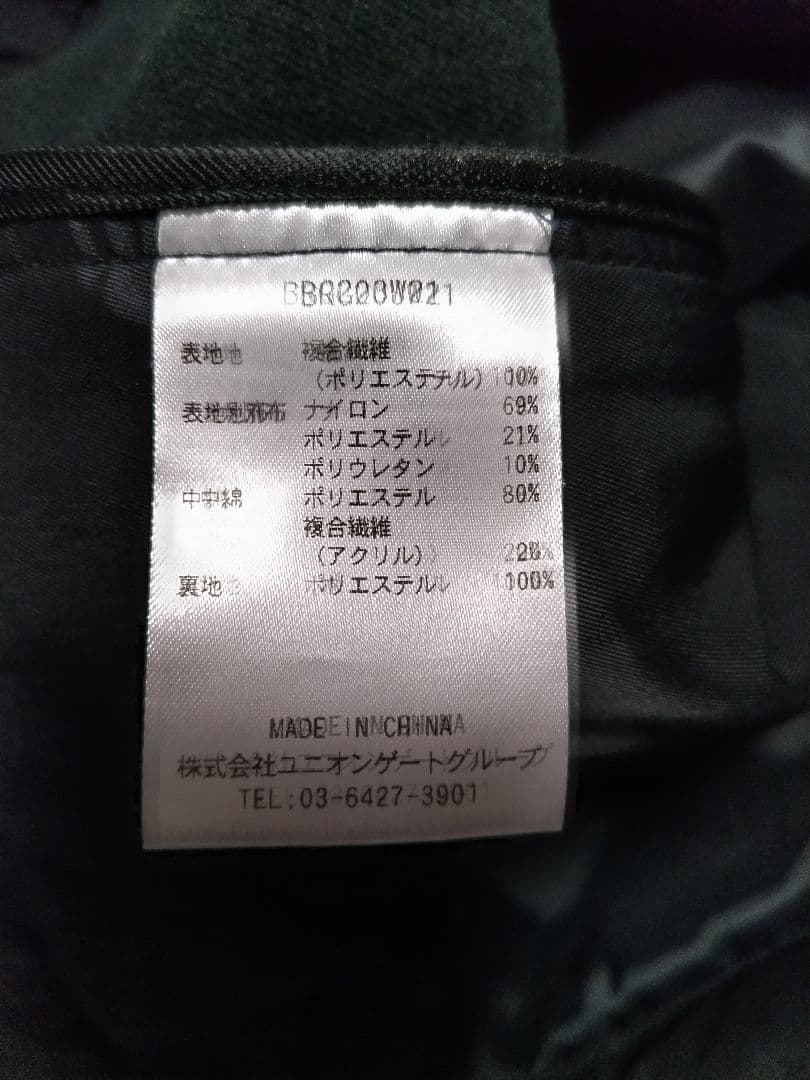 表地 複合繊維
（ポリエステル）100%
表地別布 ナイロン 69%
ポリエステル 21%
ポリウレタン 10%
中綿 ポリエステル 80%
複合繊維
（アクリル） 20%
裏地 ポリエステル 100%
MADE IN CHINA
株式会社ユニオンゲートグループ
TEL:03-6427-3901